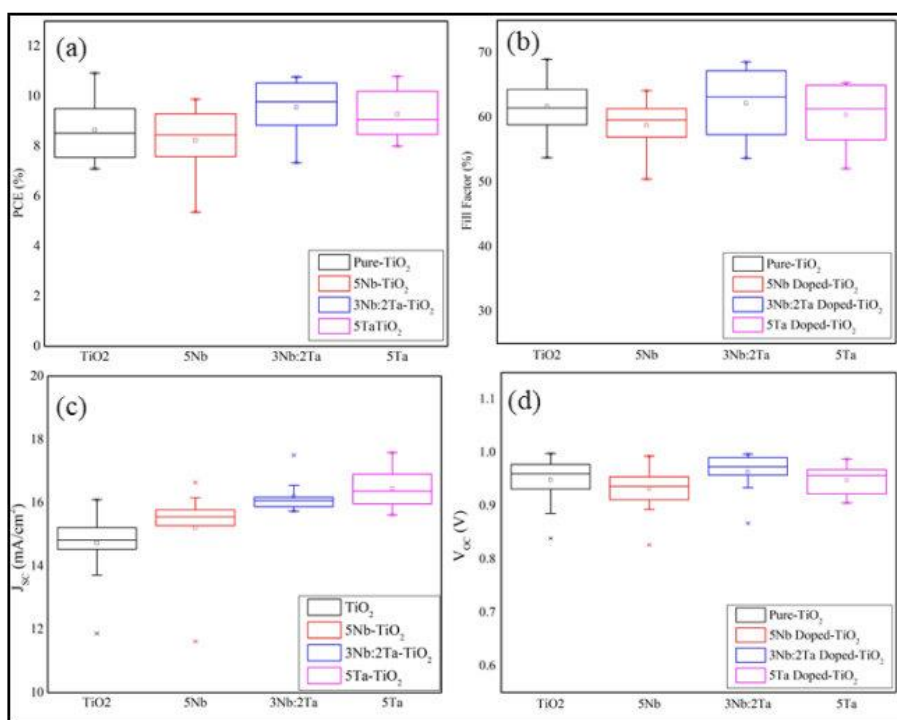 (a)
PCE (%)
12
10
8
6
4
2
0
Pure-TiO₂
5Nb-TiO₂
3Nb:2Ta-TiO₂
5TaTiO₂
TiO2 5Nb 3Nb:2Ta 5Ta
(b)
Fill Factor (%)
70
60
50
40
30
Pure-TiO₂
5Nb Doped-TiO₂
3Nb:2Ta Doped-TiO₂
5Ta Doped-TiO₂
TiO2 5Nb 3Nb:2Ta 5Ta
(c)
J_SC (mA/cm²)
20
18
16
14
12
10
TiO₂
5Nb-TiO₂
3Nb:2Ta-TiO₂
5Ta-TiO₂
TiO2 5Nb 3Nb:2Ta 5Ta
(d)
V_OC (V)
1.1
1.0
0.9
0.8
0.7
0.6
Pure-TiO₂
5Nb Doped-TiO₂
3Nb:2Ta Doped-TiO₂
5Ta Doped-TiO₂
TiO2 5Nb 3Nb:2Ta 5Ta